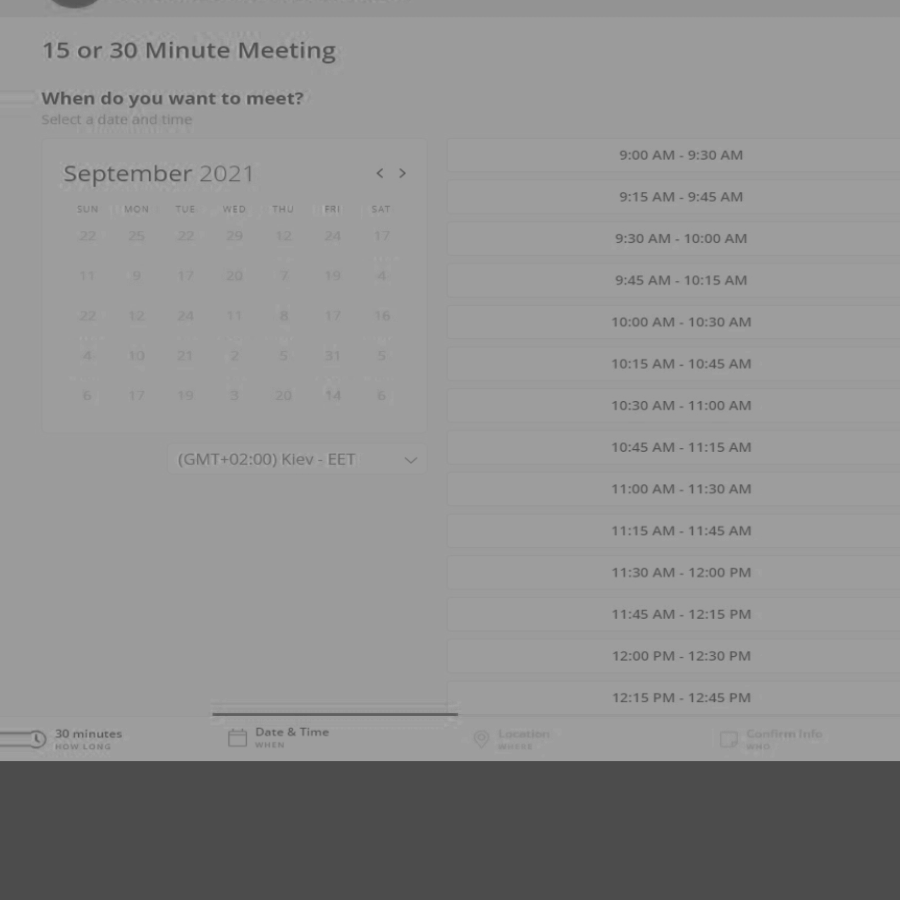 15 or 30 Minute Meeting
When do you want to meet?
Select a date and time
September 2021
SUN MON TUE WED THU FRI SAT
22 25 22 29 12 24 17
11 9 17 20 7 19 4
22 12 24 11 8 17 16
4 10 21 2 5 31 5
6 17 19 3 20 14 6
(GMT+02:00) Kiev - EET
9:00 AM - 9:30 AM
9:15 AM - 9:45 AM
9:30 AM - 10:00 AM
9:45 AM - 10:15 AM
10:00 AM - 10:30 AM
10:15 AM - 10:45 AM
10:30 AM - 11:00 AM
10:45 AM - 11:15 AM
11:00 AM - 11:30 AM
11:15 AM - 11:45 AM
11:30 AM - 12:00 PM
11:45 AM - 12:15 PM
12:00 PM - 12:30 PM
12:15 PM - 12:45 PM
30 minutes
HOW LONG
Date & Time
WHEN
Location
WHERE
Confirm Info
WHO